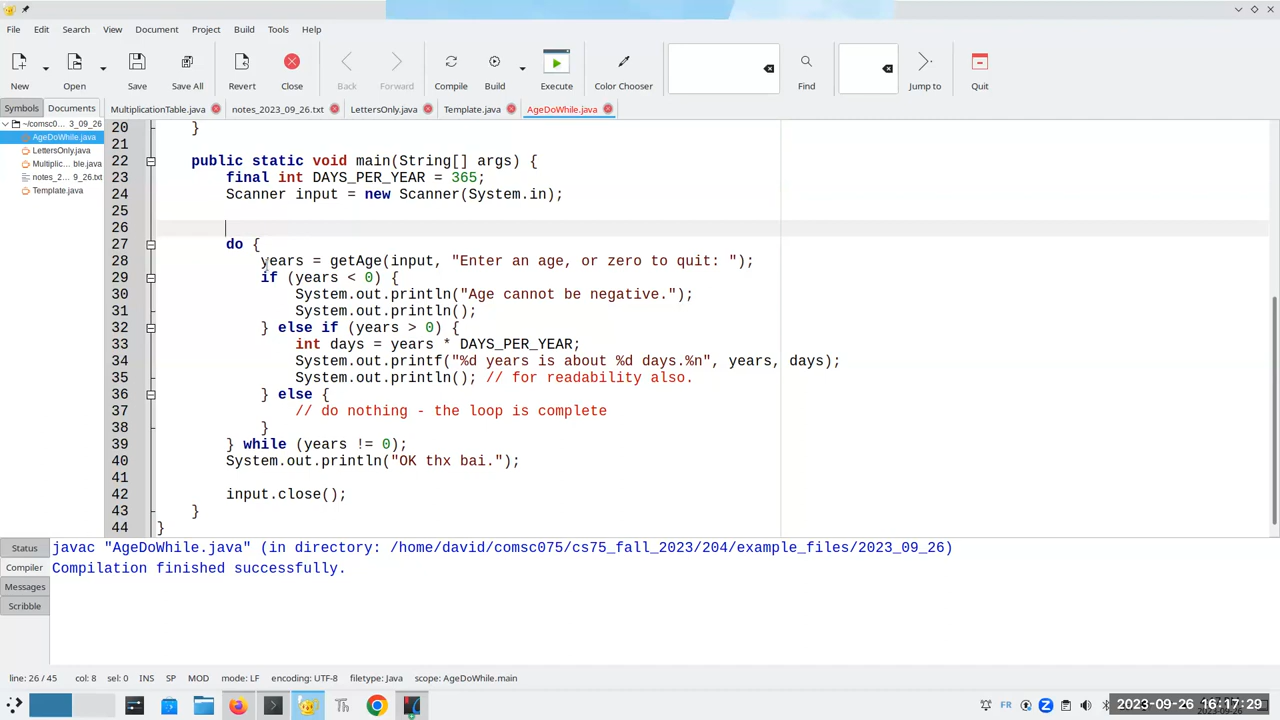 File Edit Search View Document Project Build Tools Help
New Open Save Save All Revert Close Back Forward Compile Build Execute Color Chooser Find Jump to Quit
Symbols Documents MultiplicationTable.java notes_2023_09_26.txt LettersOnly.java Template.java AgeDoWhile.java
~/comsc0... 3_09_26
AgeDoWhile.java
LettersOnly.java
Multiplic... ble.java
notes_2... 9_26.txt
Template.java
20 }
21
22 public static void main(String[] args) {
23 final int DAYS_PER_YEAR = 365;
24 Scanner input = new Scanner(System.in);
25
26
27 do {
28 years = getAge(input, "Enter an age, or zero to quit: ");
29 if (years < 0) {
30 System.out.println("Age cannot be negative.");
31 System.out.println();
32 } else if (years > 0) {
33 int days = years * DAYS_PER_YEAR;
34 System.out.printf("%d years is about %d days.%n", years, days);
35 System.out.println(); // for readability also.
36 } else {
37 // do nothing - the loop is complete
38 }
39 } while (years != 0);
40 System.out.println("OK thx bai.");
41
42 input.close();
43 }
44 }
Status
Compiler
Messages
Scribble
javac "AgeDoWhile.java" (in directory: /home/david/comsc075/cs75_fall_2023/204/example_files/2023_09_26)
Compilation finished successfully.
line: 26 / 45 col: 8 sel: 0 INS SP MOD mode: LF encoding: UTF-8 filetype: Java scope: AgeDoWhile.main
FR 2023-09-26 16:17:29